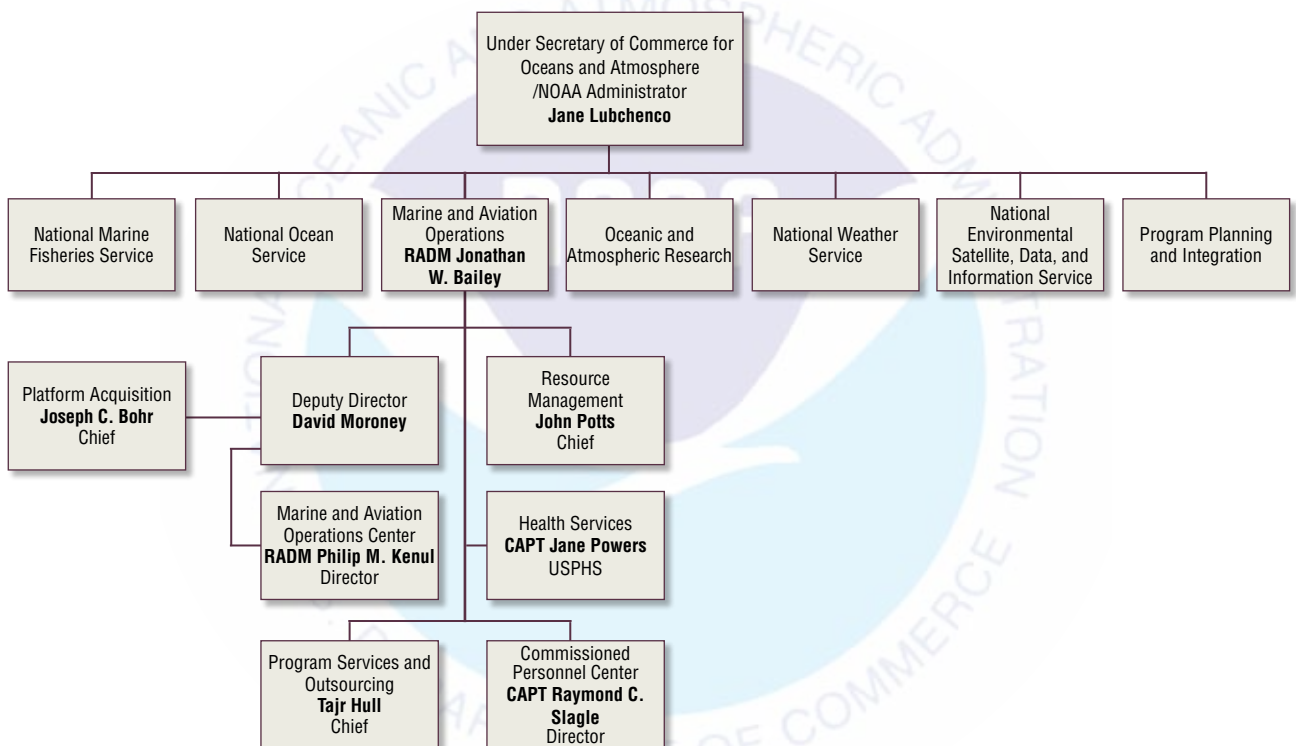 Under Secretary of Commerce for
Oceans and Atmosphere
/NOAA Administrator
Jane Lubchenco
National Marine
Fisheries Service
National Ocean
Service
Marine and Aviation
Operations
RADM Jonathan
W. Bailey
Oceanic and
Atmospheric Research
National Weather
Service
National
Environmental
Satellite, Data, and
Information Service
Program Planning
and Integration
Platform Acquisition
Joseph C. Bohr
Chief
Deputy Director
David Moroney
Resource
Management
John Potts
Chief
Marine and Aviation
Operations Center
RADM Philip M. Kenul
Director
Health Services
CAPT Jane Powers
USPHS
Program Services and
Outsourcing
Tajr Hull
Chief
Commissioned
Personnel Center
CAPT Raymond C.
Slagle
Director